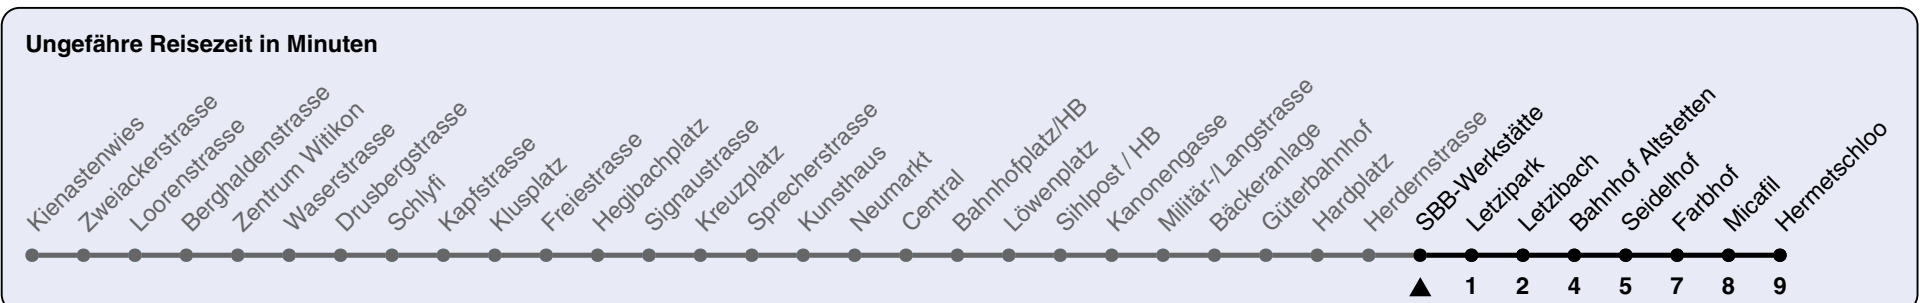 Ungefähre Reisezeit in Minuten
Kienastenwies
Zweiackerstrasse
Loorenstrasse
Berghaldenstrasse
Zentrum Witikon
Waserstrasse
Drusbergstrasse
Schlyfi
Kapfstrasse
Klusplatz
Freiestrasse
Hegibachplatz
Signaustrasse
Kreuzplatz
Sprecherstrasse
Kunsthaus
Neumarkt
Central
Bahnhofplatz/HB
Löwenplatz
Sihlpost / HB
Kanonengasse
Militär-/Langstrasse
Bäckeranlage
Güterbahnhof
Hardplatz
Herdernstrasse
SBB-Werkstätte
Letzipark
Letzibach
Bahnhof Altstetten
Seidelhof
Farbhof
Micafil
Hermetschloo
1 2 4 5 7 8 9